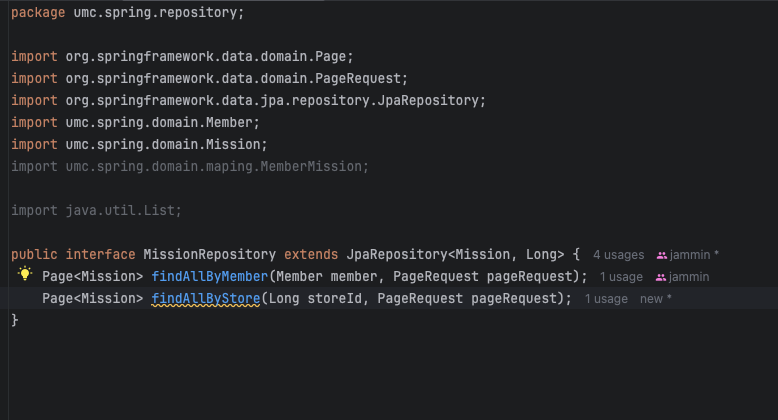 package umc.spring.repository;
import org.springframework.data.domain.Page;
import org.springframework.data.domain.PageRequest;
import org.springframework.data.jpa.repository.JpaRepository;
import umc.spring.domain.Member;
import umc.spring.domain.Mission;
import umc.spring.domain.maping.MemberMission;
import java.util.List;
public interface MissionRepository extends JpaRepository<Mission, Long> { 4 usages jammin *
Page<Mission> findAllByMember(Member member, PageRequest pageRequest); 1 usage jammin
Page<Mission> findAllByStore(Long storeId, PageRequest pageRequest); 1 usage new *
}